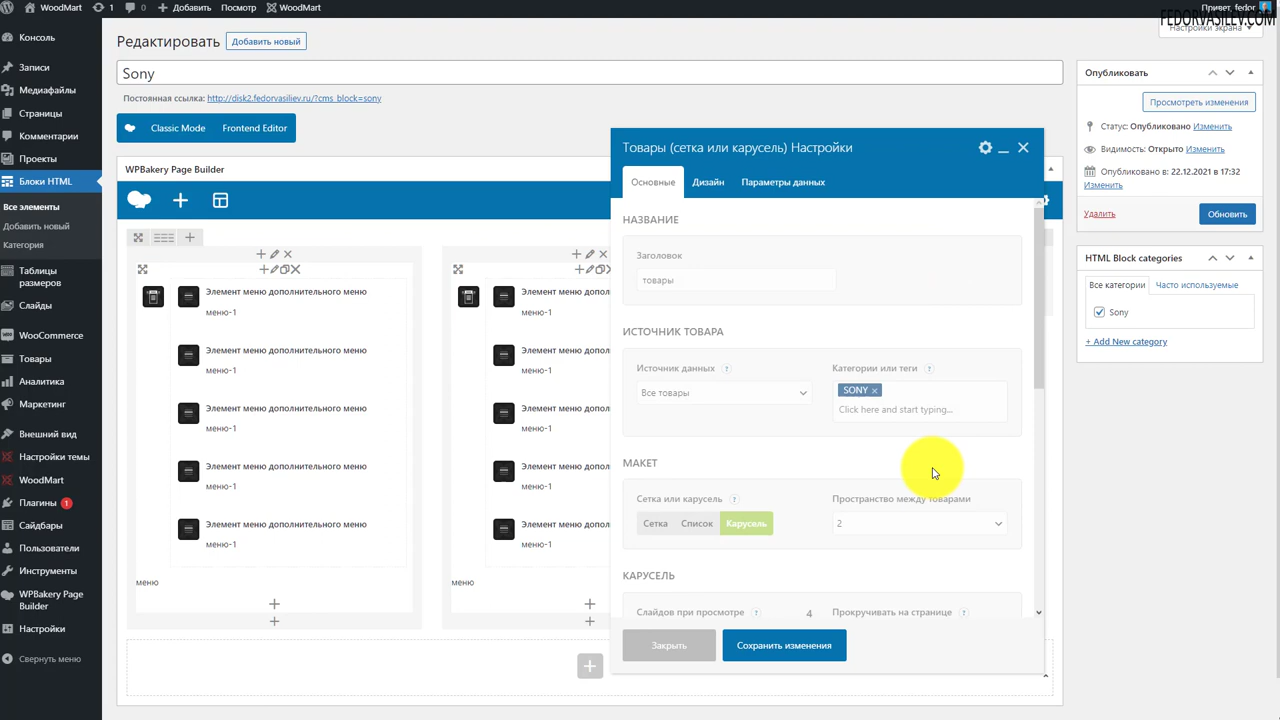 WoodMart 1 0 Добавить Просмотр WoodMart Привет, fedor
FEDORVASILEV.COM
Настройки экрана
Консоль
Записи
Медиафайлы
Страницы
Комментарии
Проекты
Блоки HTML
Все элементы
Добавить новый
Категория
Таблицы
размеров
Слайды
WooCommerce
Товары
Аналитика
Маркетинг
Внешний вид
Настройки темы
WoodMart
Плагины 1
Сайдбары
Пользователи
Инструменты
WPBakery Page
Builder
Настройки
Свернуть меню
Редактировать Добавить новый
Sony
Постоянная ссылка: http://disk2.fedorvasiliev.ru/?cms_block=sony
Classic Mode Frontend Editor
WPBakery Page Builder
Элемент меню дополнительного меню
меню-1
Элемент меню дополнительного меню
меню-1
Элемент меню дополнительного меню
меню-1
Элемент меню дополнительного меню
меню-1
Элемент меню дополнительного меню
меню-1
меню
Элемент меню допол
меню-1
Элемент меню допол
меню-1
Элемент меню допол
меню-1
Элемент меню допол
меню-1
Элемент меню допол
меню-1
меню
Товары (сетка или карусель) Настройки
Основные Дизайн Параметры данных
НАЗВАНИЕ
Заголовок
товары
ИСТОЧНИК ТОВАРА
Источник данных ? Категории или теги ?
Все товары SONY ×
Click here and start typing...
МАКЕТ
Сетка или карусель ? Пространство между товарами
Сетка Список Карусель 2
КАРУСЕЛЬ
Слайдов при просмотре ? 4 Прокручивать на странице ?
Закрыть Сохранить изменения
Опубликовать
Просмотреть изменения
Статус: Опубликовано Изменить
Видимость: Открыто Изменить
Опубликовано в: 22.12.2021 в 17:32
Изменить
Удалить Обновить
HTML Block categories
Все категории Часто используемые
Sony
+ Add New category